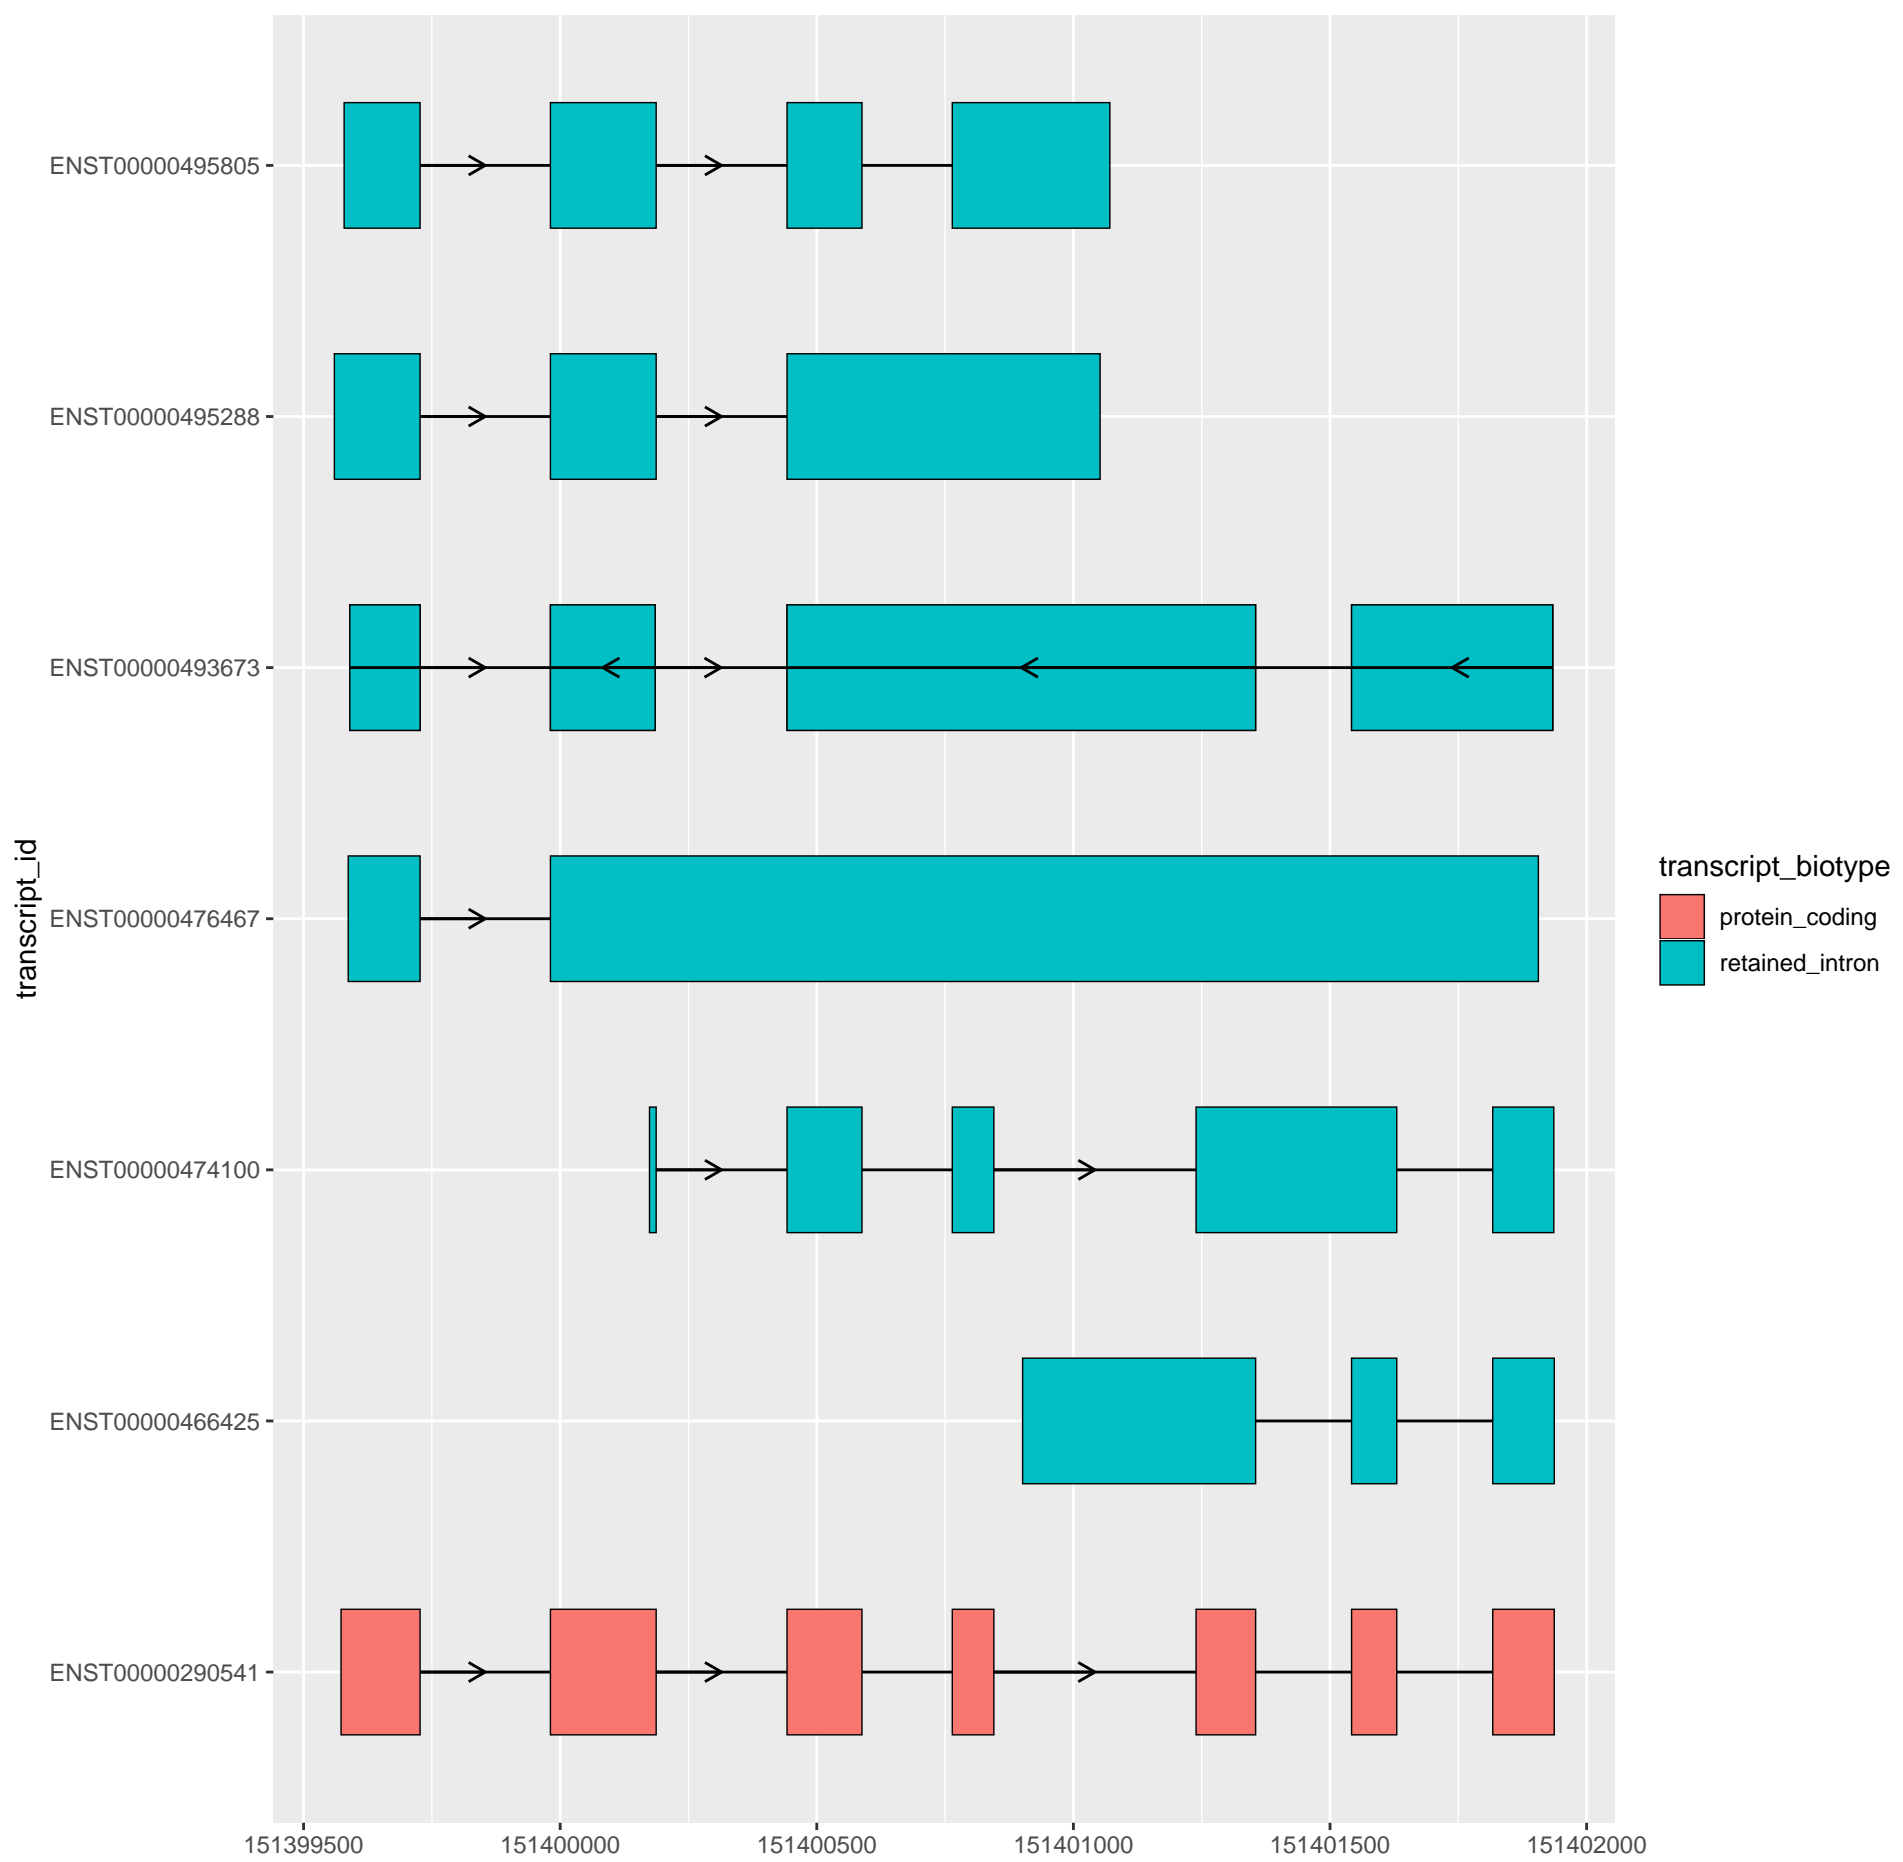 ENST00000495805
ENST00000495288
ENST00000493673
ENST00000476467
ENST00000474100
ENST00000466425
ENST00000290541
transcript_id
151399500
151400000
151400500
151401000
151401500
151402000
transcript_biotype
protein_coding
retained_intron